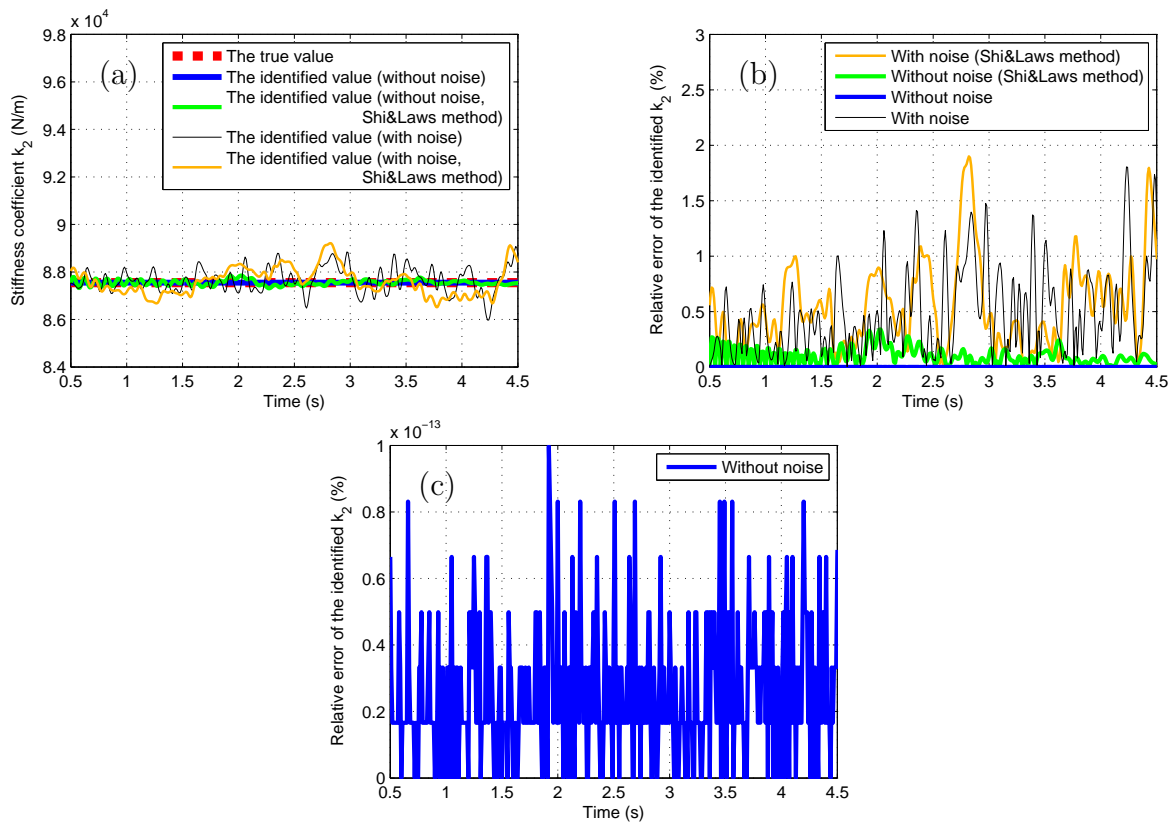 x 10⁴
9.8
9.6
9.4
9.2
9
8.8
8.6
8.4
0.5
1
1.5
2
2.5
3
3.5
4
4.5
Time (s)
Stiffness coefficient k₂ (N/m)
(a)
The true value
The identified value (without noise)
The identified value (without noise,
Shi&Laws method)
The identified value (with noise)
The identified value (with noise,
Shi&Laws method)
3
2.5
2
1.5
1
0.5
0
0.5
1
1.5
2
2.5
3
3.5
4
4.5
Time (s)
Relative error of the identified k₂ (%)
(b)
With noise (Shi&Laws method)
Without noise (Shi&Laws method)
Without noise
With noise
x 10⁻¹³
1
0.8
0.6
0.4
0.2
0
0.5
1
1.5
2
2.5
3
3.5
4
4.5
Time (s)
Relative error of the identified k₂ (%)
(c)
Without noise